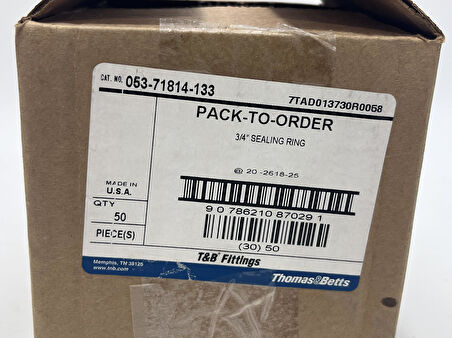 CAT. NO. 053-71814-133
7TAD013730R0058
PACK-TO-ORDER
3/4" SEALING RING
@ 20-2618-25
MADE IN
U.S.A.
QTY
50
PIECE(S)
9 0 786210 87029 1
(30) 50
T&B® Fittings
Memphis, TN 38125
www.tnb.com
Thomas&Betts